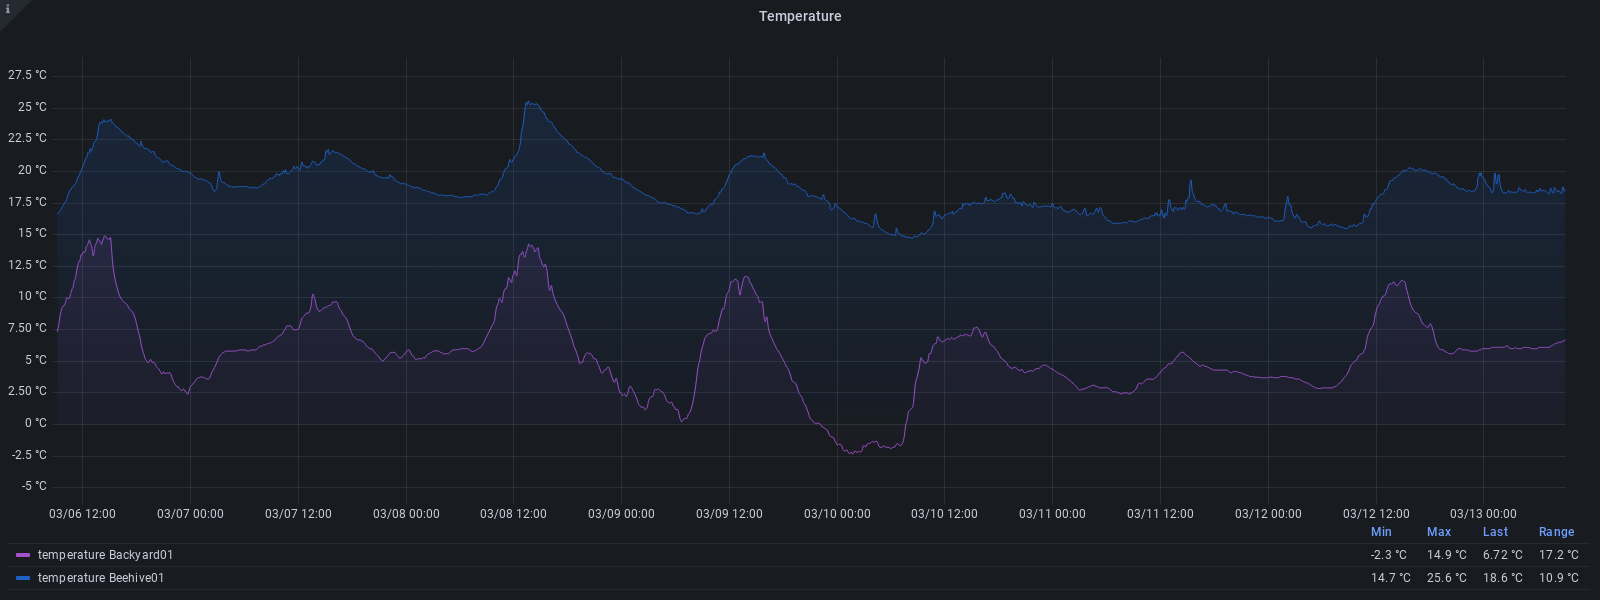 i
Temperature
27.5 °C
25 °C
22.5 °C
20 °C
17.5 °C
15 °C
12.5 °C
10 °C
7.50 °C
5 °C
2.50 °C
0 °C
-2.5 °C
-5 °C
03/06 12:00 03/07 00:00 03/07 12:00 03/08 00:00 03/08 12:00 03/09 00:00 03/09 12:00 03/10 00:00 03/10 12:00 03/11 00:00 03/11 12:00 03/12 00:00 03/12 12:00 03/13 00:00
Min Max Last Range
temperature Backyard01 -2.3 °C 14.9 °C 6.72 °C 17.2 °C
temperature Beehive01 14.7 °C 25.6 °C 18.6 °C 10.9 °C